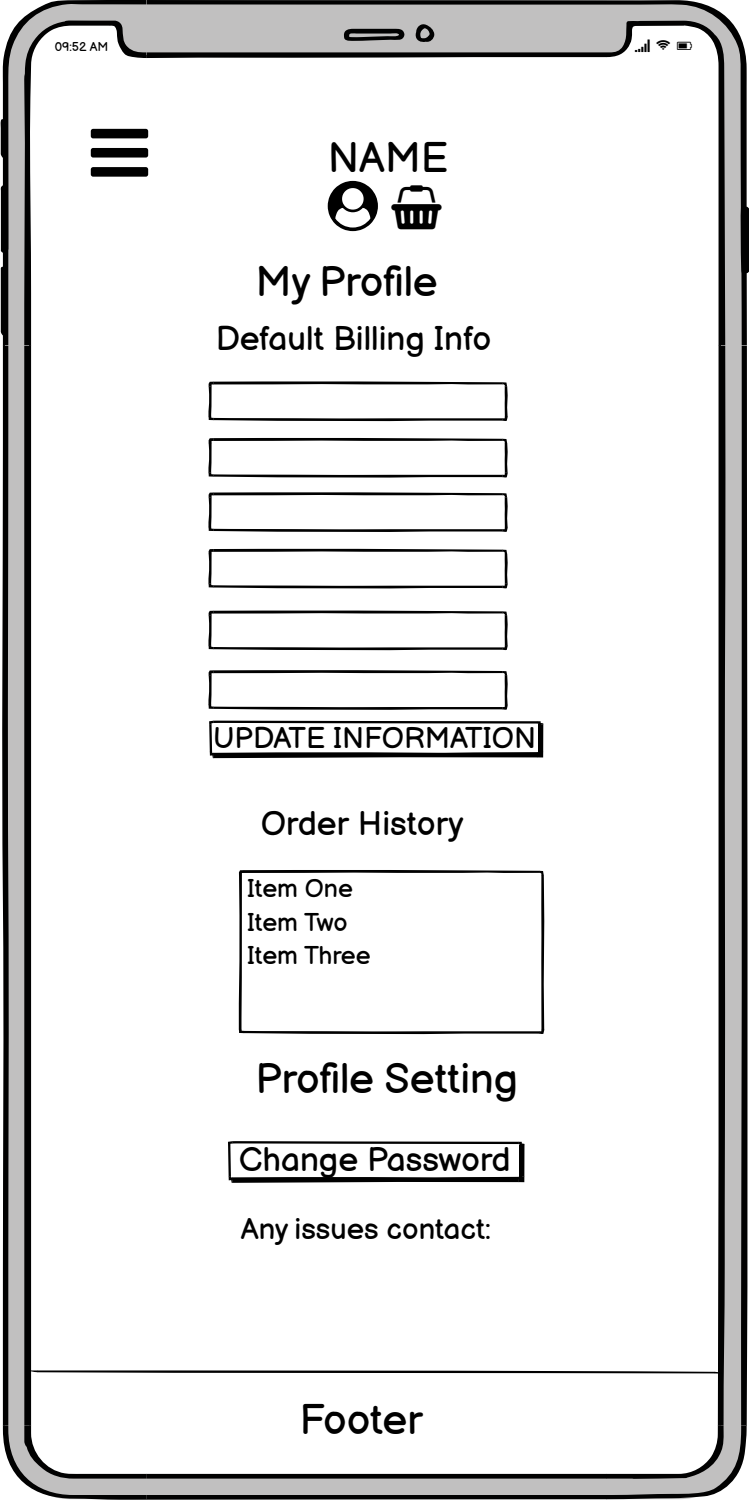 09:52 AM
NAME
My Profile
Default Billing Info
UPDATE INFORMATION
Order History
Item One
Item Two
Item Three
Profile Setting
Change Password
Any issues contact:
Footer